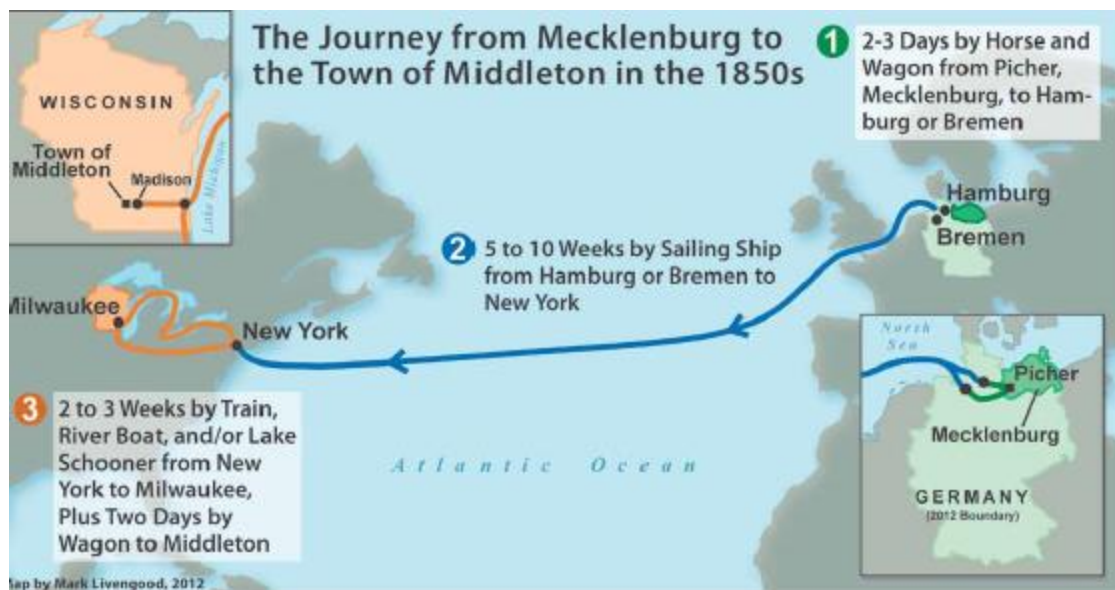 The Journey from Mecklenburg to
the Town of Middleton in the 1850s
1 2-3 Days by Horse and
Wagon from Picher,
Mecklenburg, to Ham-
burg or Bremen
WISCONSIN
Town of
Middleton
Madison
Lake Michigan
Hamburg
Bremen
2 5 to 10 Weeks by Sailing Ship
from Hamburg or Bremen to
New York
Milwaukee
New York
North
Sea
Picher
Mecklenburg
GERMANY
(2012 Boundary)
3 2 to 3 Weeks by Train,
River Boat, and/or Lake
Schooner from New
York to Milwaukee,
Plus Two Days by
Wagon to Middleton
Atlantic Ocean
Map by Mark Livengood, 2012